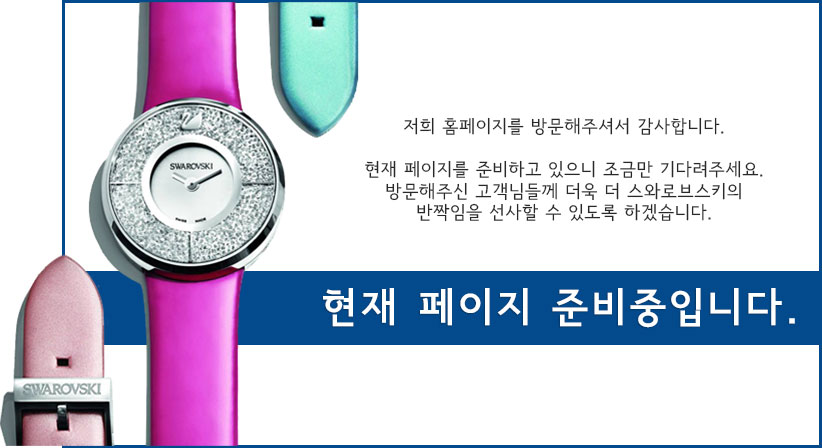 SWAROVSKI
저희 홈페이지를 방문해주셔서 감사합니다.
현재 페이지를 준비하고 있으니 조금만 기다려주세요.
방문해주신 고객님들께 더욱 더 스와로브스키의
반짝임을 선사할 수 있도록 하겠습니다.
현재 페이지 준비중입니다.
SWAROVSKI